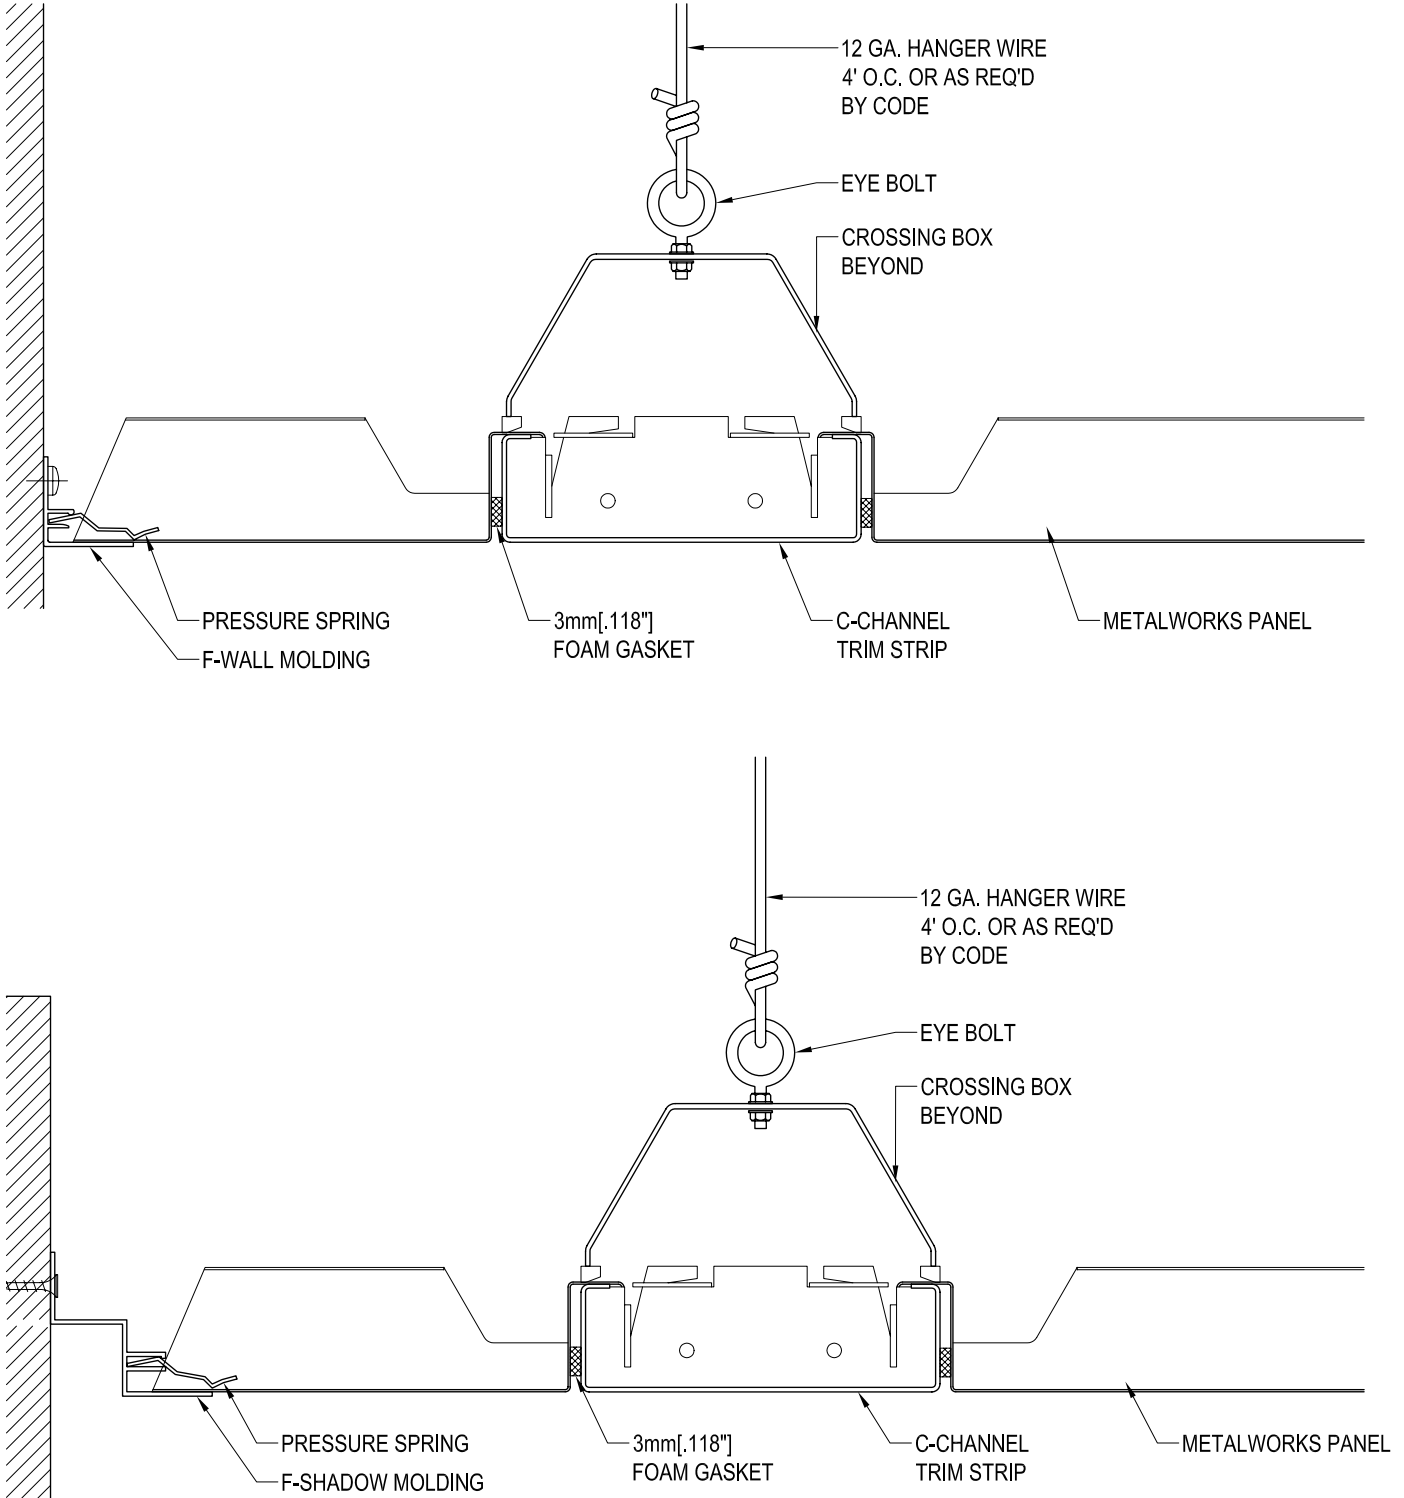 12 GA. HANGER WIRE
4' O.C. OR AS REQ'D
BY CODE
EYE BOLT
CROSSING BOX
BEYOND
PRESSURE SPRING
F-WALL MOLDING
3mm[.118"]
FOAM GASKET
C-CHANNEL
TRIM STRIP
METALWORKS PANEL
12 GA. HANGER WIRE
4' O.C. OR AS REQ'D
BY CODE
EYE BOLT
CROSSING BOX
BEYOND
PRESSURE SPRING
F-SHADOW MOLDING
3mm[.118"]
FOAM GASKET
C-CHANNEL
TRIM STRIP
METALWORKS PANEL